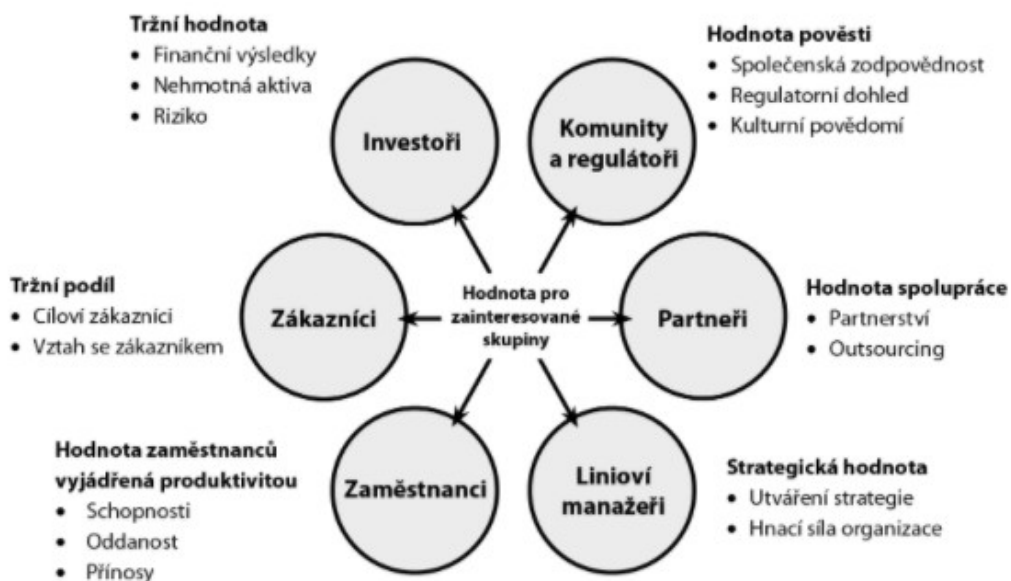 Tržní hodnota
• Finanční výsledky
• Nehmotná aktiva
• Riziko
Hodnota pověsti
• Společenská zodpovědnost
• Regulatorní dohled
• Kulturní povědomí
Investoři
Komunity
a regulátoři
Tržní podíl
• Cíloví zákazníci
• Vztah se zákazníkem
Zákazníci
Hodnota pro
zainteresované
skupiny
Partneři
Hodnota spolupráce
• Partnerství
• Outsourcing
Hodnota zaměstnanců
vyjádřená produktivitou
• Schopnosti
• Oddanost
• Přínosy
Zaměstnanci
Linioví
manažeři
Strategická hodnota
• Utváření strategie
• Hnací síla organizace